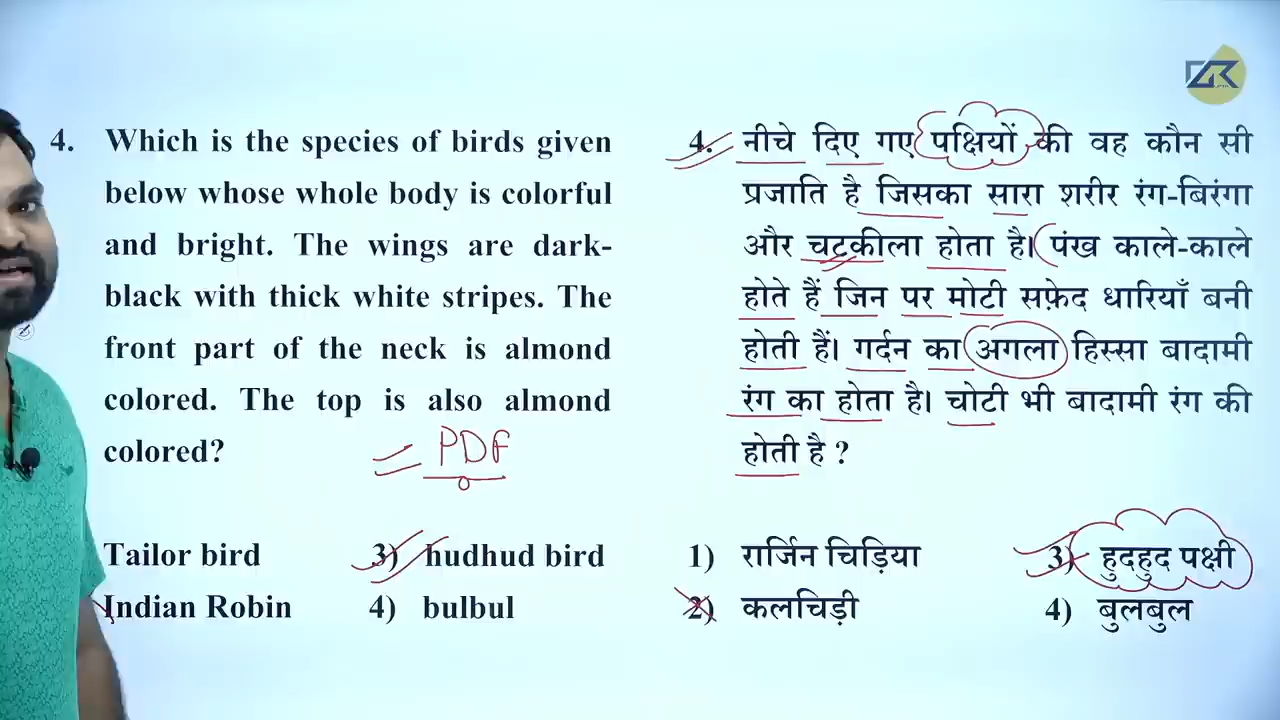 4. Which is the species of birds given
below whose whole body is colorful
and bright. The wings are dark-
black with thick white stripes. The
front part of the neck is almond
colored. The top is also almond
colored?
PDF
Tailor bird 3) hudhud bird
Indian Robin 4) bulbul
4. नीचे दिए गए पक्षियों की वह कौन सी
प्रजाति है जिसका सारा शरीर रंग-बिरंगा
और चटकीला होता है। पंख काले-काले
होते हैं जिन पर मोटी सफ़ेद धारियाँ बनी
होती हैं। गर्दन का अगला हिस्सा बादामी
रंग का होता है। चोटी भी बादामी रंग की
होती है ?
1) रार्जिन चिड़िया 3) हुदहुद पक्षी
2) कलचिड़ी 4) बुलबुल